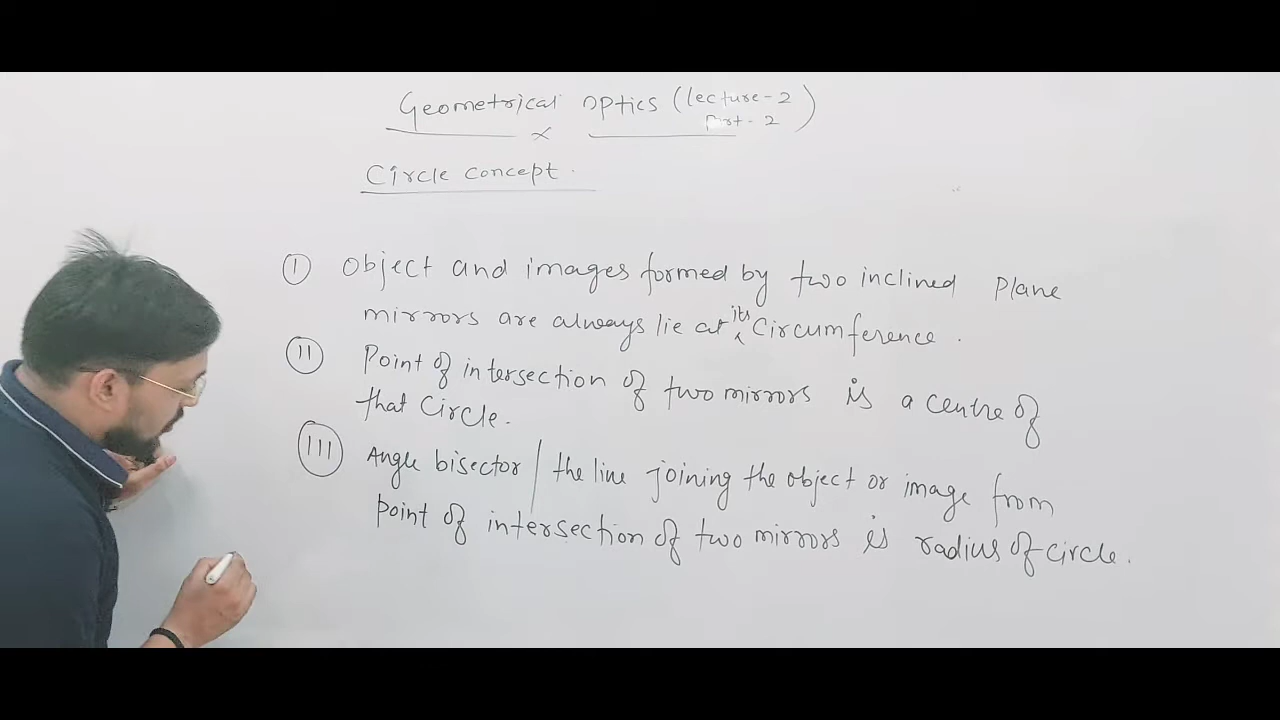 Geometrical Optics (lecture-2
Part-2)
Circle concept.
I Object and images formed by two inclined plane
mirrors are always lie at its circumference.
II Point of intersection of two mirrors is a centre of
that circle.
III Angle bisector / the line joining the object or image from
point of intersection of two mirrors is radius of circle.